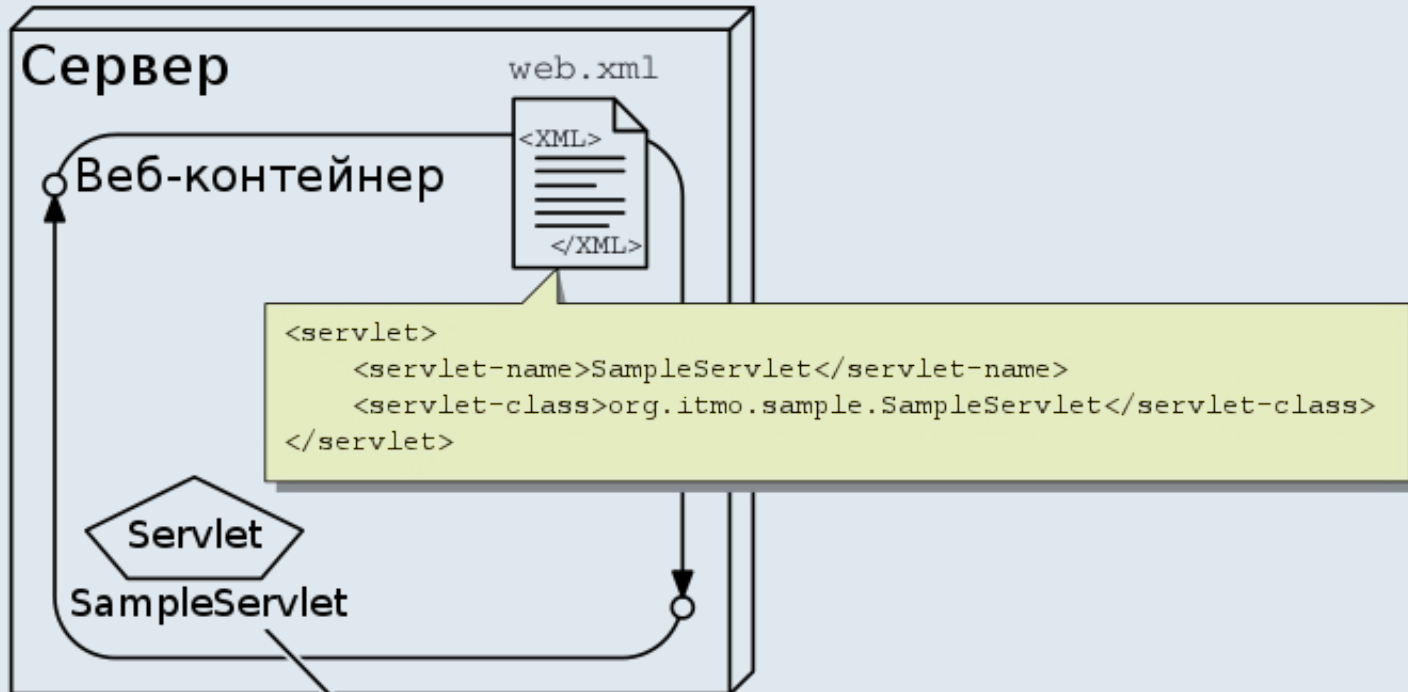 Сервер
web.xml
<XML>
</XML>
Веб-контейнер
<servlet>
    <servlet-name>SampleServlet</servlet-name>
    <servlet-class>org.itmo.sample.SampleServlet</servlet-class>
</servlet>
Servlet
SampleServlet